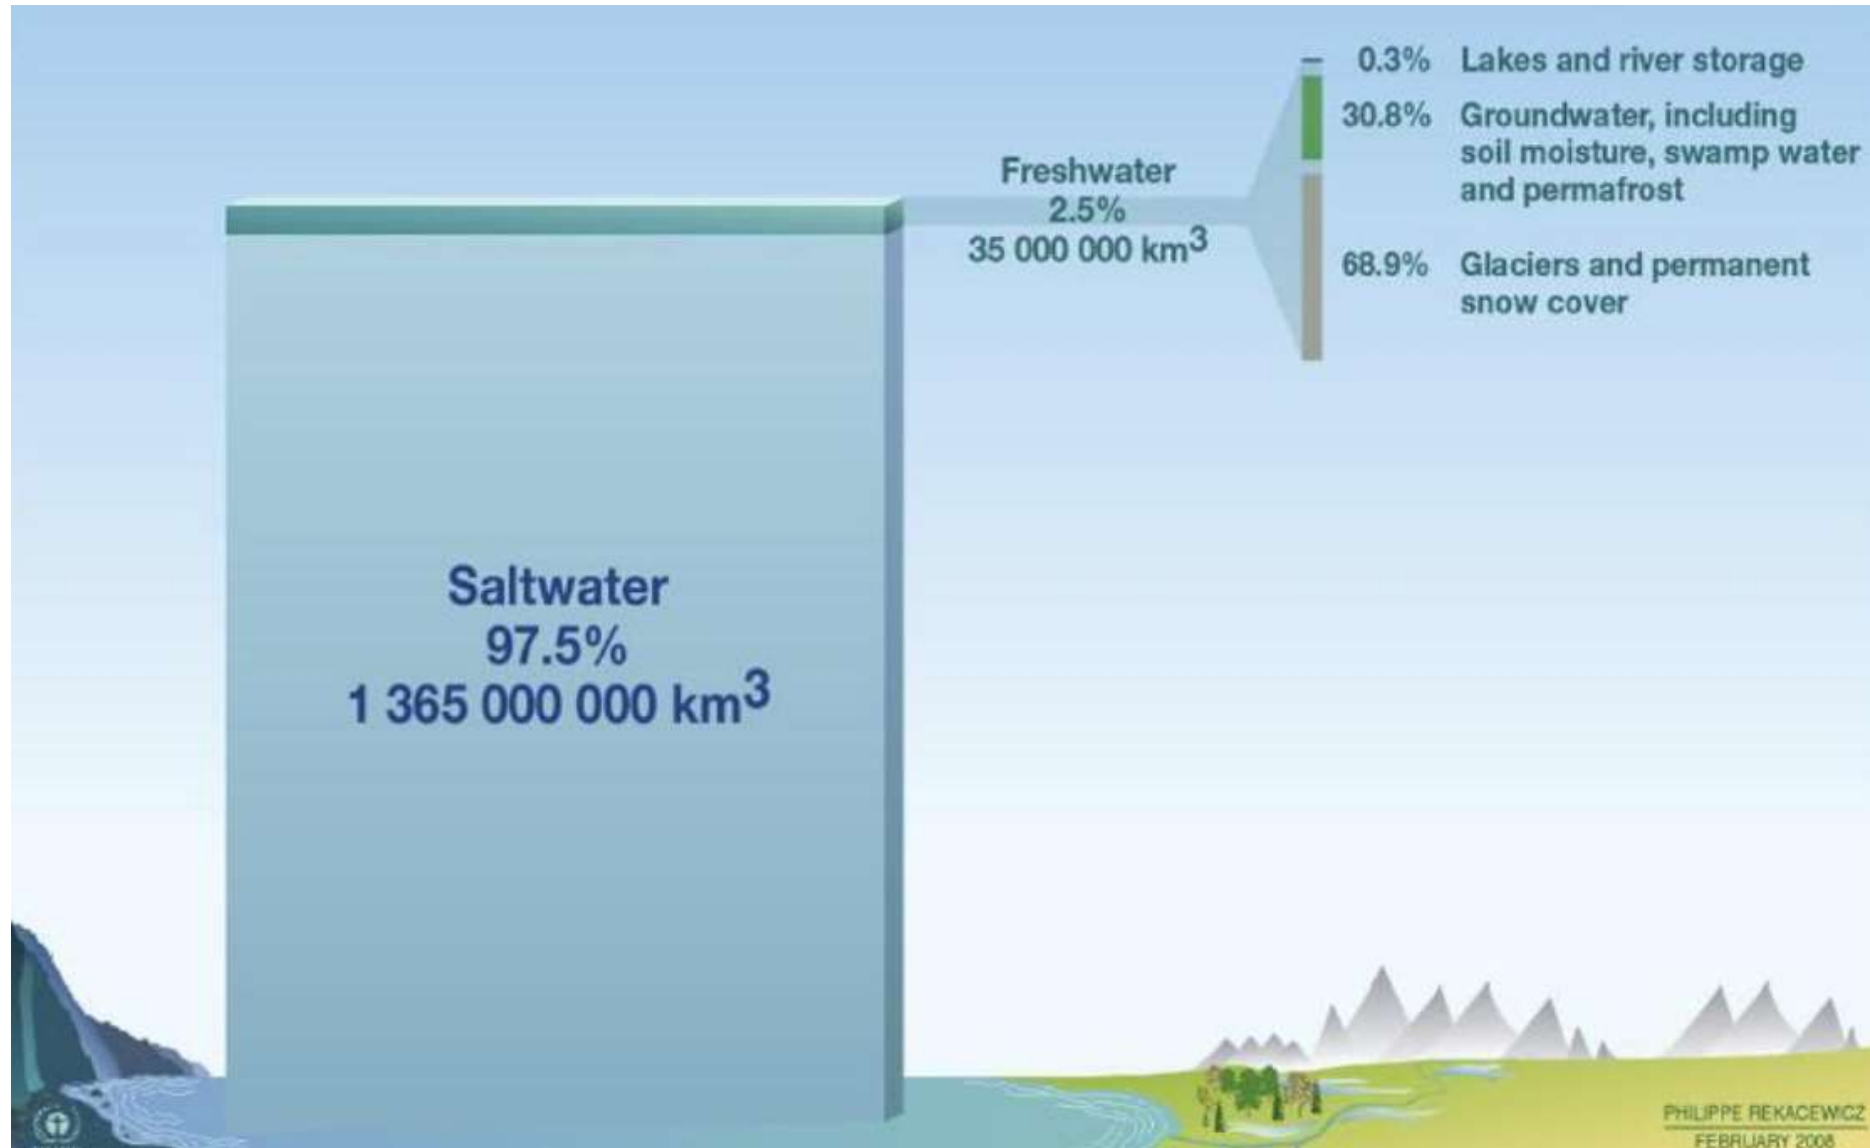 0.3% Lakes and river storage
30.8% Groundwater, including
soil moisture, swamp water
and permafrost
Freshwater
2.5%
35 000 000 km³
68.9% Glaciers and permanent
snow cover
Saltwater
97.5%
1 365 000 000 km³
PHILIPPE REKACEWICZ
FEBRUARY 2008